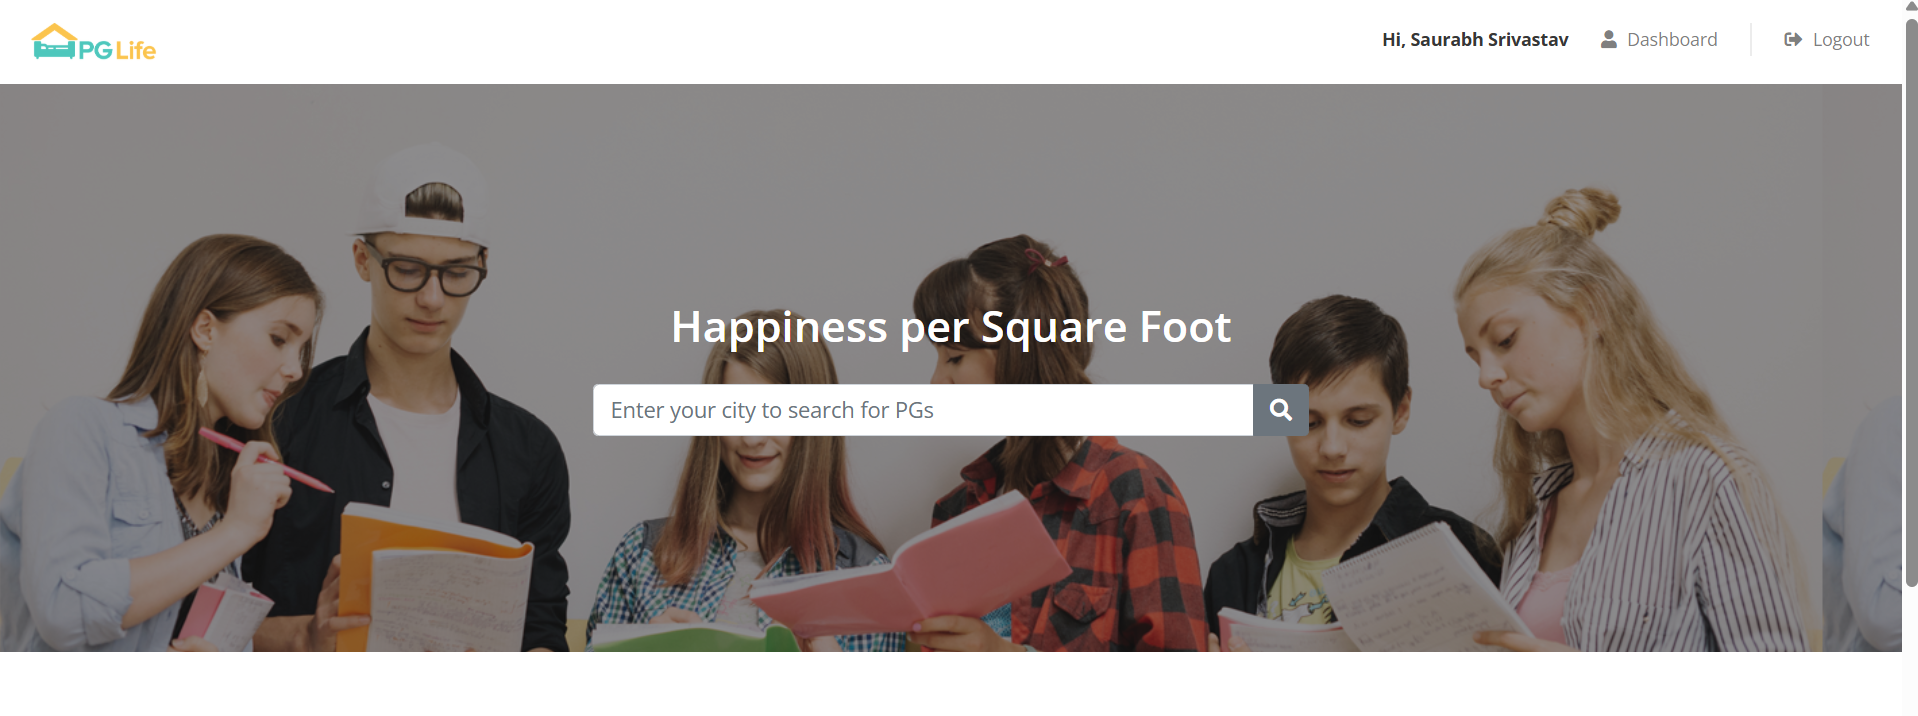 PG Life
Hi, Saurabh Srivastav
Dashboard
Logout
Happiness per Square Foot
Enter your city to search for PGs